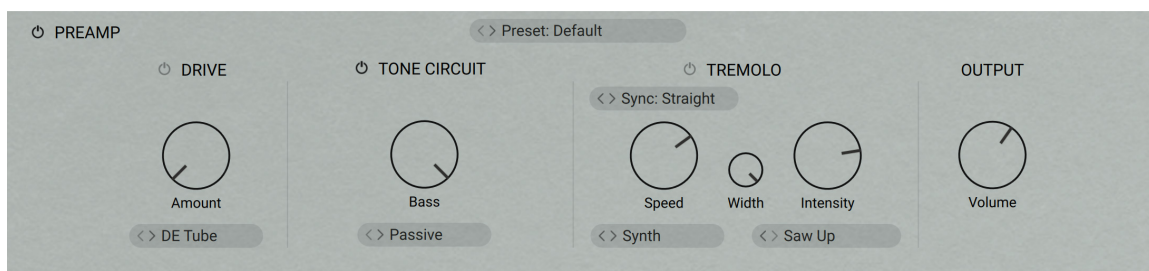 PREAMP
Preset: Default
DRIVE
TONE CIRCUIT
TREMOLO
OUTPUT
Sync: Straight
Amount
Bass
Speed
Width
Intensity
Volume
DE Tube
Passive
Synth
Saw Up